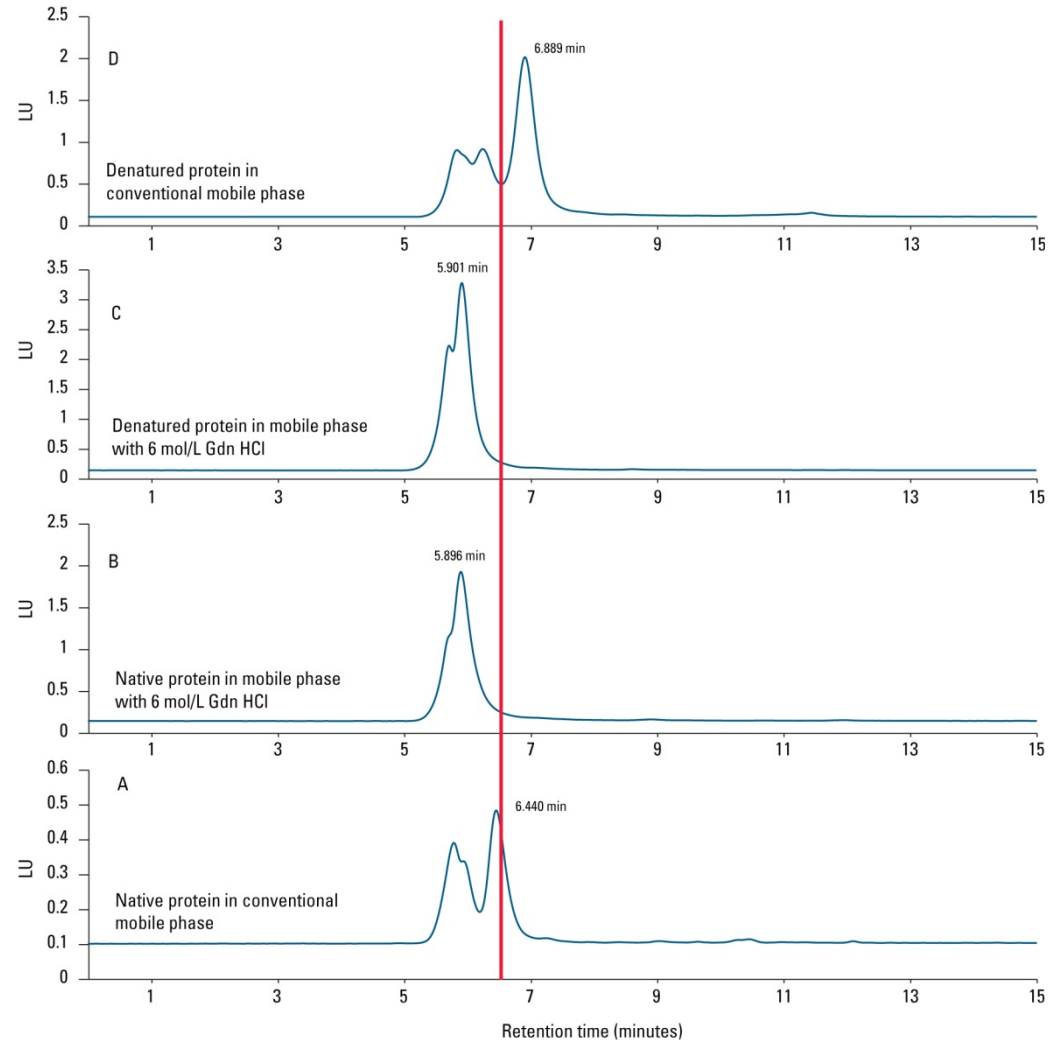 2.5
2
1.5
1
0.5
0
LU
D
6.889 min
Denatured protein in
conventional mobile phase
1 3 5 7 9 11 13 15
3.5
3
2.5
2
1.5
1
0.5
0
LU
C
5.901 min
Denatured protein in mobile phase
with 6 mol/L Gdn HCl
1 3 5 7 9 11 13 15
2.5
2
1.5
1
0.5
0
LU
B
5.896 min
Native protein in mobile phase
with 6 mol/L Gdn HCl
1 3 5 7 9 11 13 15
0.6
0.5
0.4
0.3
0.2
0.1
0
LU
A
6.440 min
Native protein in conventional
mobile phase
1 3 5 7 9 11 13 15
Retention time (minutes)